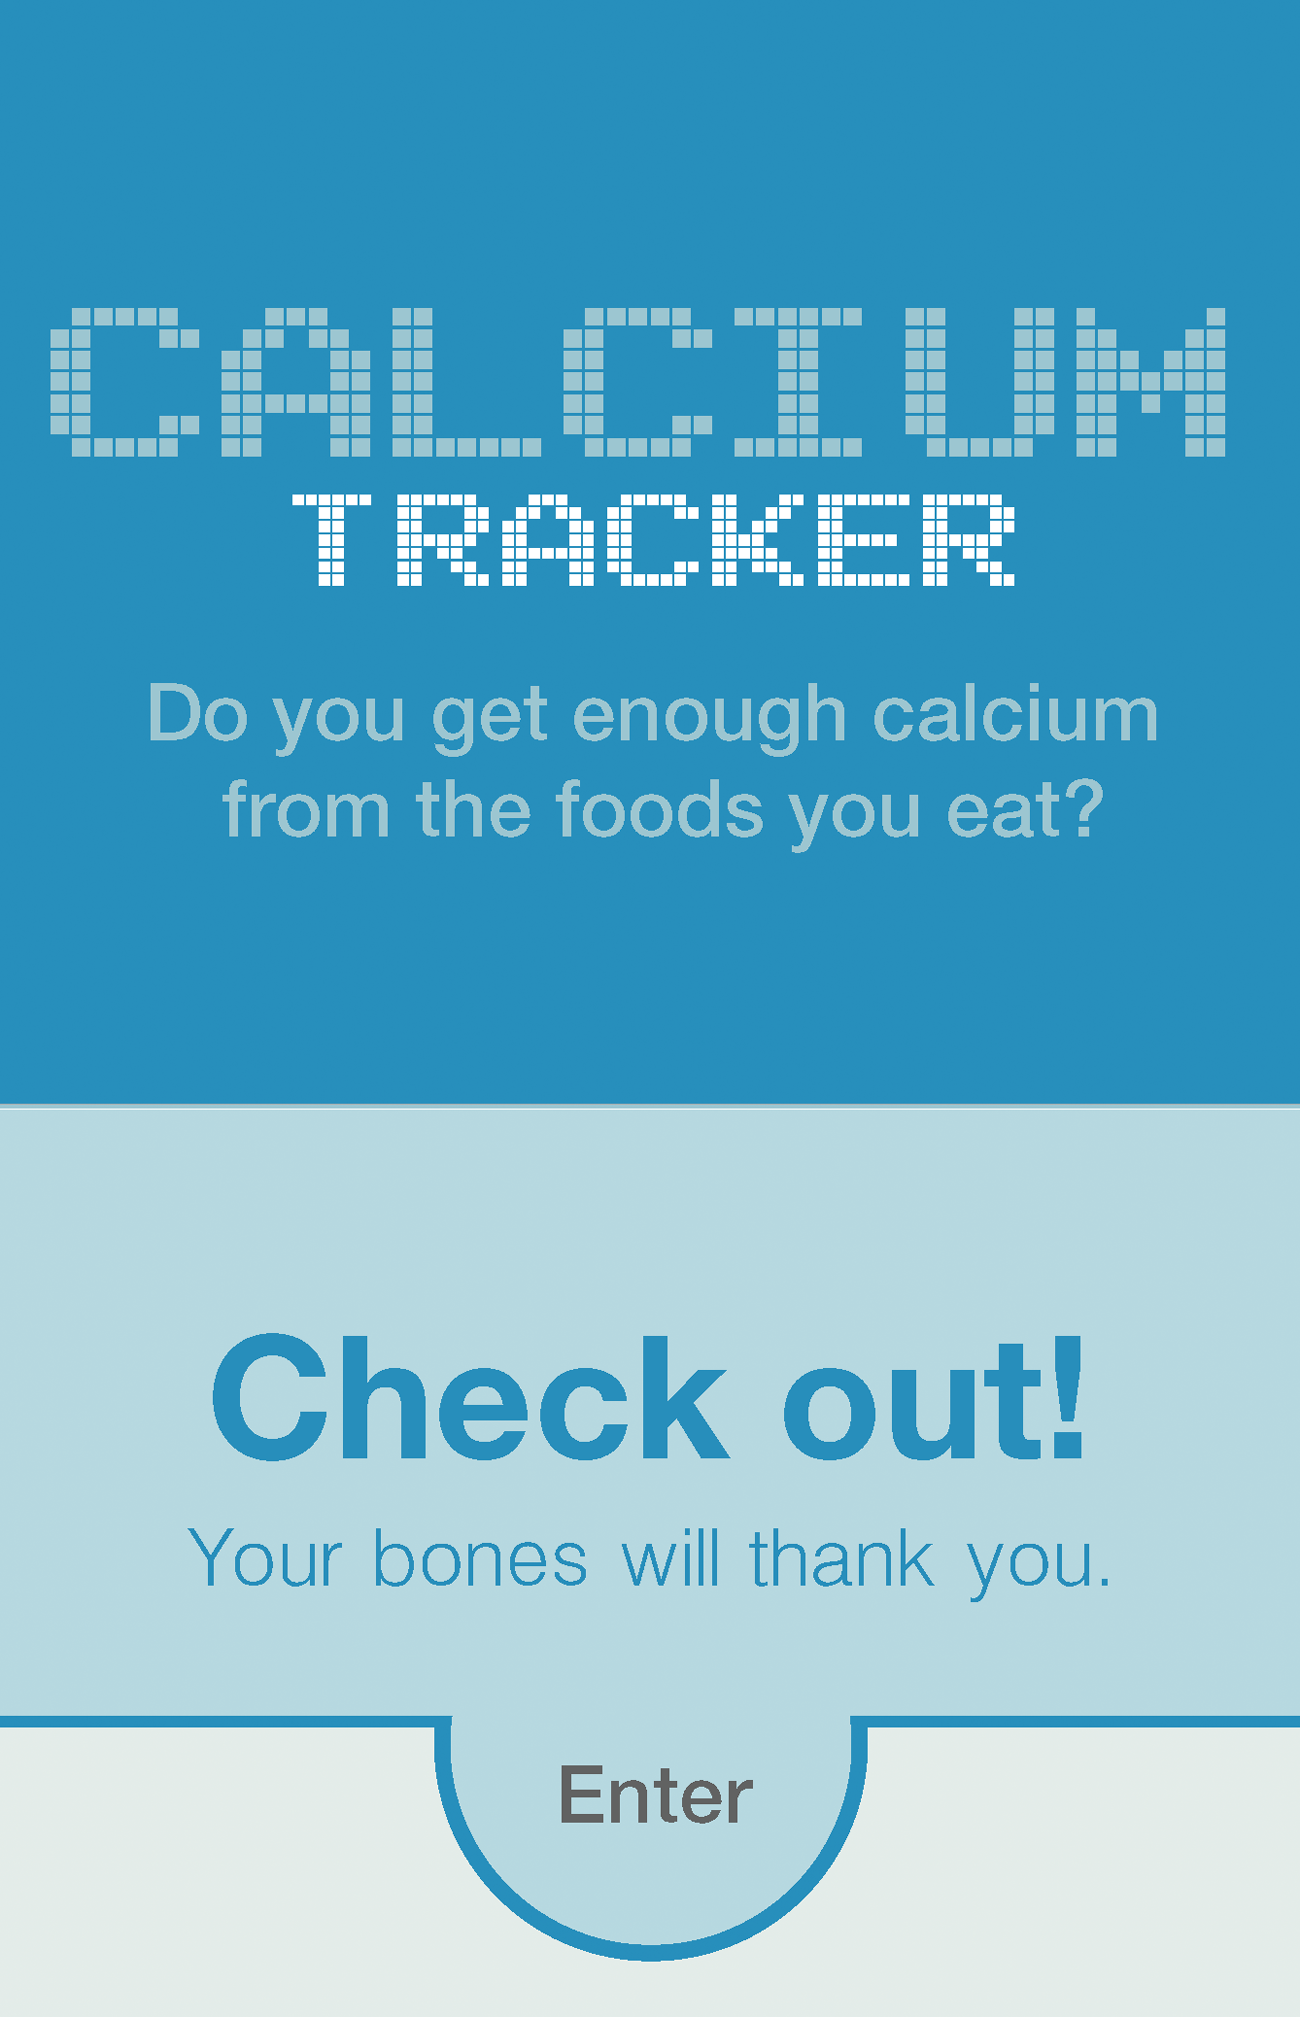 CALCIUM
TRACKER
Do you get enough calcium
from the foods you eat?
Check out!
Your bones will thank you.
Enter